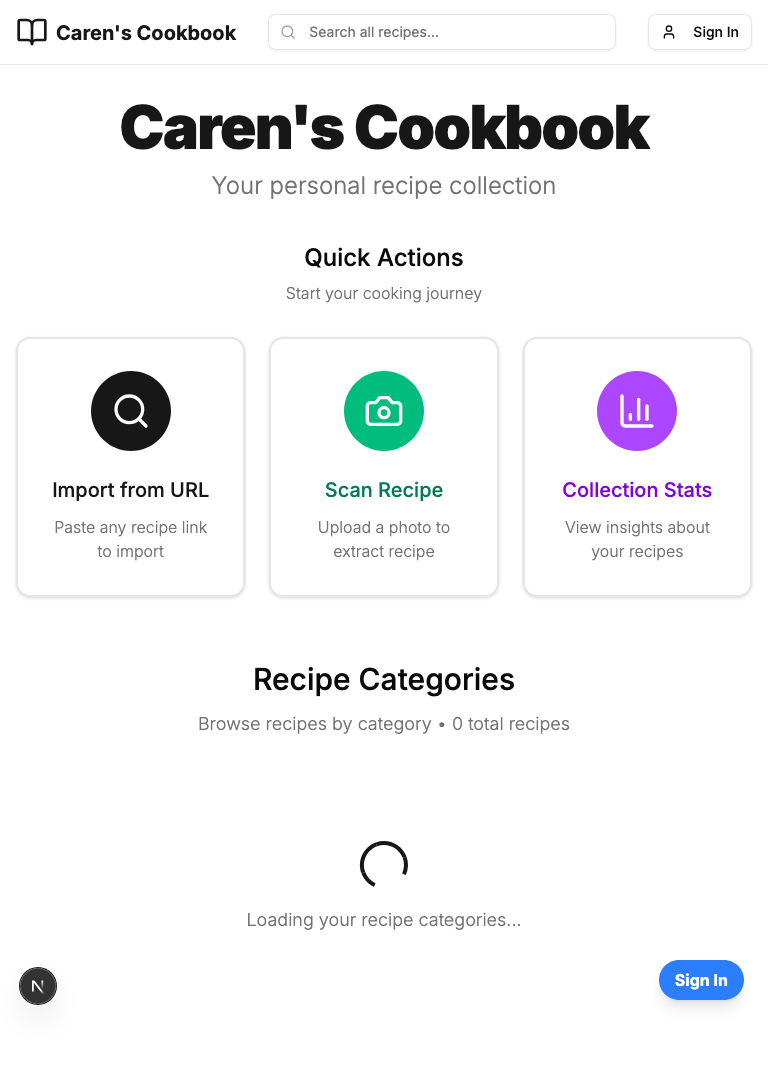 Caren's Cookbook
Search all recipes...
Sign In
Caren's Cookbook
Your personal recipe collection
Quick Actions
Start your cooking journey
Import from URL
Paste any recipe link
to import
Scan Recipe
Upload a photo to
extract recipe
Collection Stats
View insights about
your recipes
Recipe Categories
Browse recipes by category • 0 total recipes
Loading your recipe categories...
N
Sign In